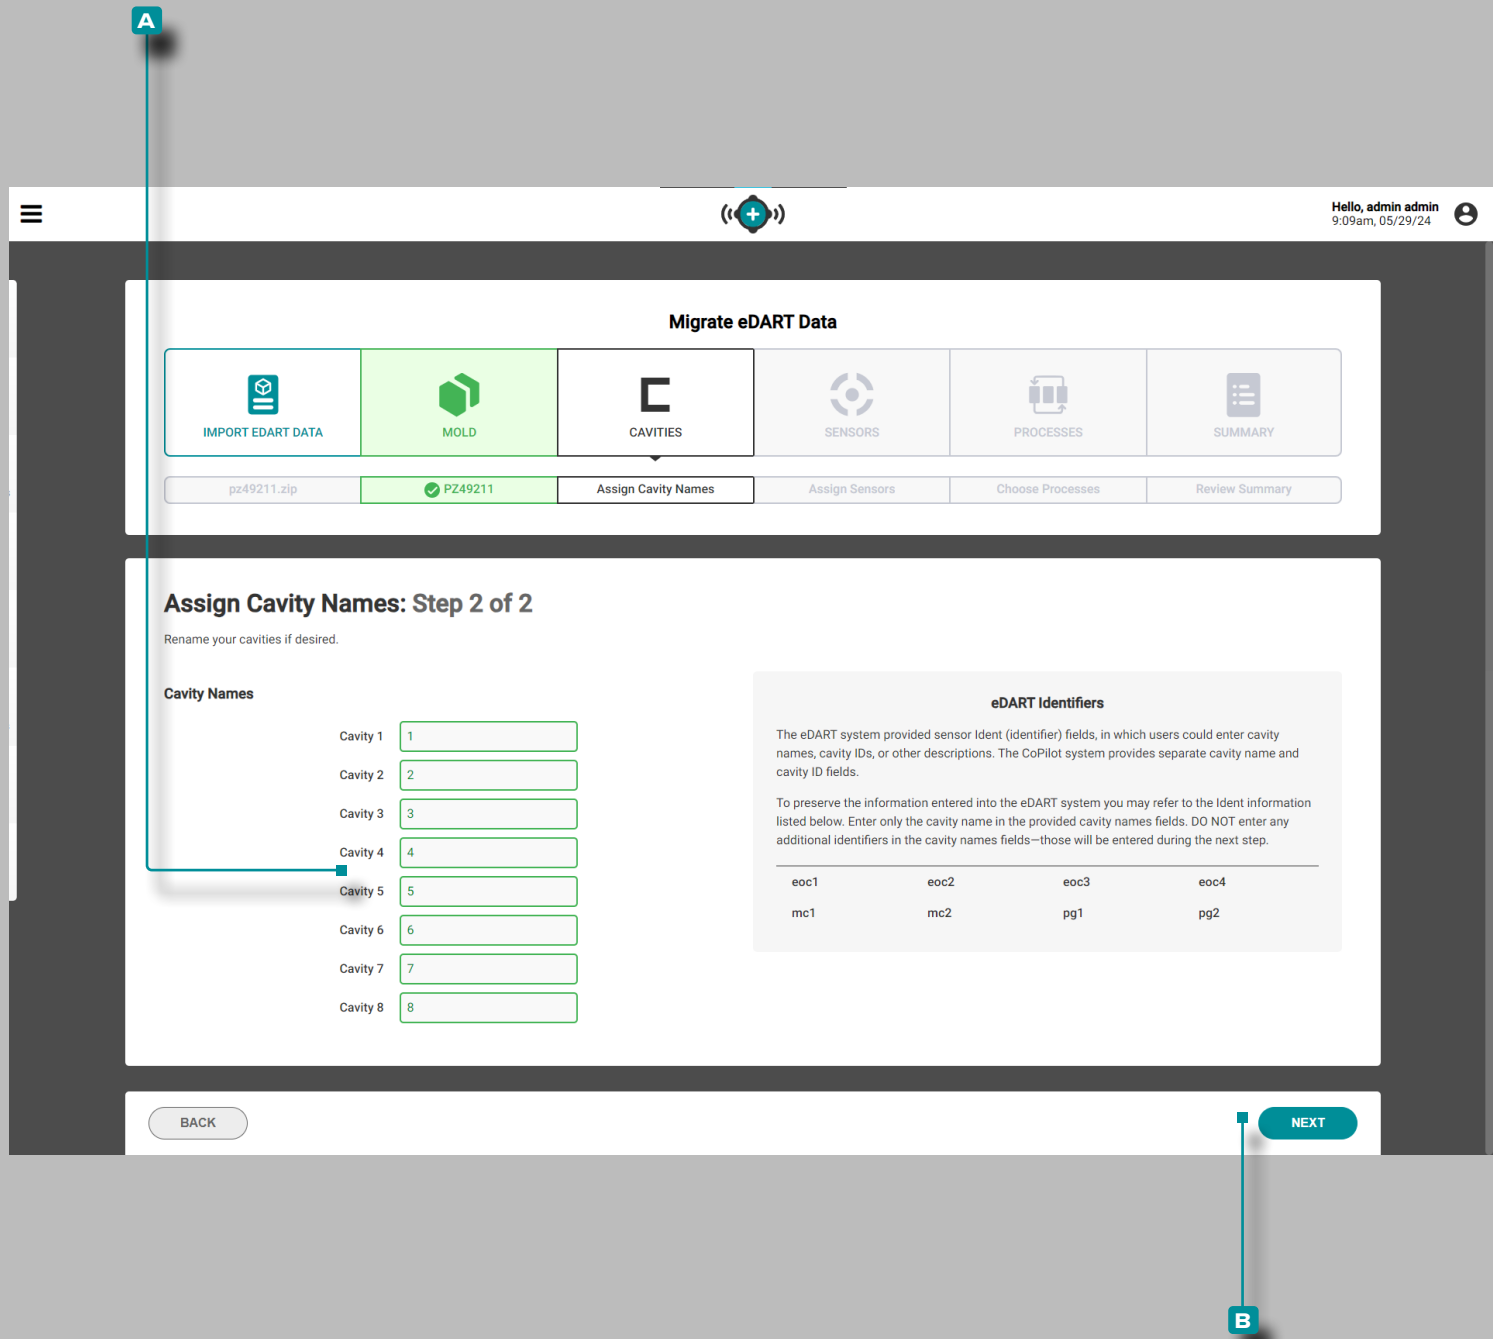 A
Hello, admin admin
9:09am, 05/29/24
Migrate eDART Data
IMPORT EDART DATA
MOLD
CAVITIES
SENSORS
PROCESSES
SUMMARY
pz49211.zip
PZ49211
Assign Cavity Names
Assign Sensors
Choose Processes
Review Summary
Assign Cavity Names: Step 2 of 2
Rename your cavities if desired.
Cavity Names
Cavity 1 1
Cavity 2 2
Cavity 3 3
Cavity 4 4
Cavity 5 5
Cavity 6 6
Cavity 7 7
Cavity 8 8
eDART Identifiers
The eDART system provided sensor Ident (identifier) fields, in which users could enter cavity
names, cavity IDs, or other descriptions. The CoPilot system provides separate cavity name and
cavity ID fields.
To preserve the information entered into the eDART system you may refer to the Ident information
listed below. Enter only the cavity name in the provided cavity names fields. DO NOT enter any
additional identifiers in the cavity names fields—those will be entered during the next step.
eoc1 eoc2 eoc3 eoc4
mc1 mc2 pg1 pg2
BACK
NEXT
B